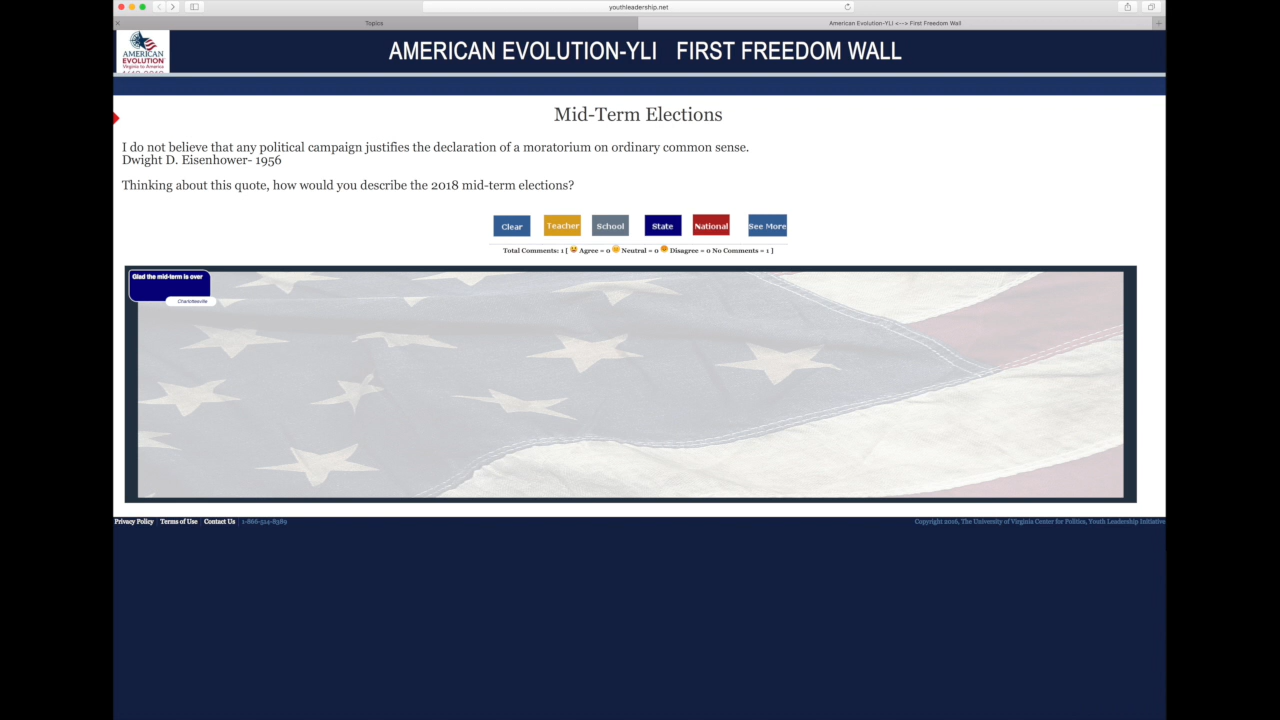 youthleadership.net
Topics
American Evolution-YLI <---> First Freedom Wall
AMERICAN
EVOLUTION
Virginia to America
AMERICAN EVOLUTION-YLI FIRST FREEDOM WALL
Mid-Term Elections
I do not believe that any political campaign justifies the declaration of a moratorium on ordinary common sense.
Dwight D. Eisenhower- 1956
Thinking about this quote, how would you describe the 2018 mid-term elections?
Clear Teacher School State National See More
Total Comments: 1 [ Agree = 0 Neutral = 0 Disagree = 0 No Comments = 1 ]
Glad the mid-term is over
Charlottesville
Privacy Policy | Terms of Use | Contact Us | 1-866-514-8389
Copyright 2016, The University of Virginia Center for Politics, Youth Leadership Initiative